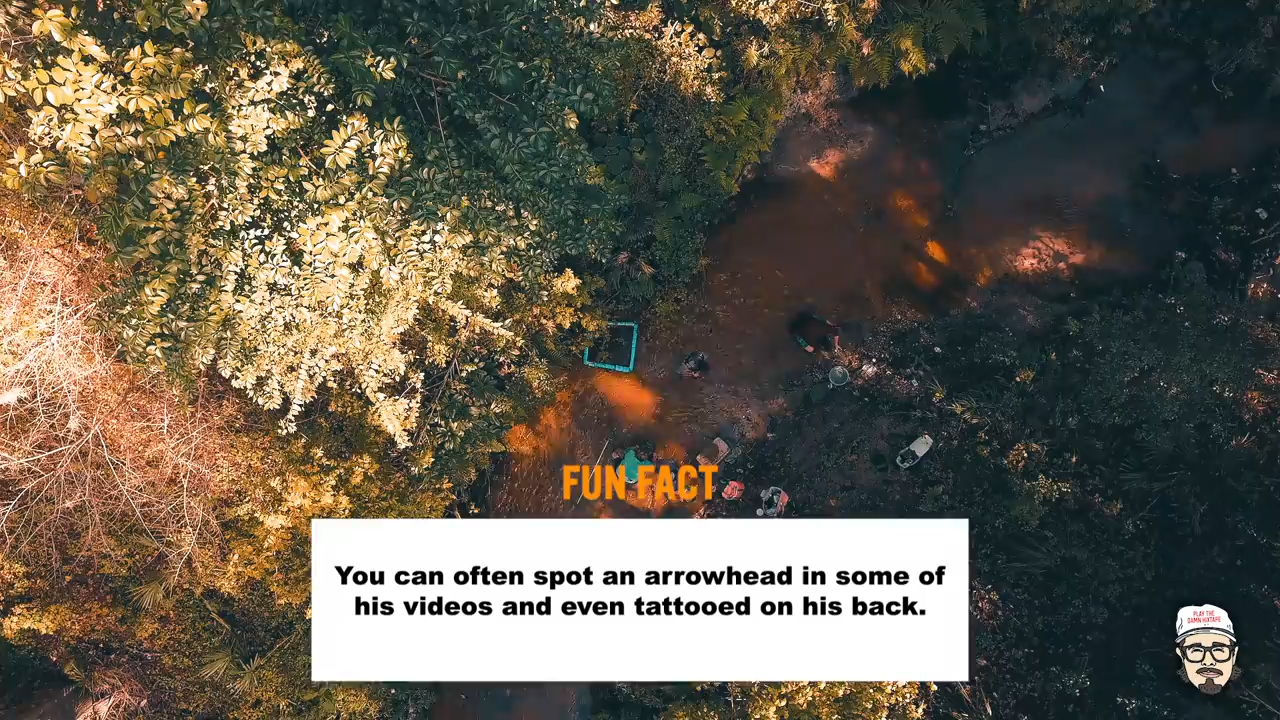 FUN FACT
You can often spot an arrowhead in some of
his videos and even tattooed on his back.
PLAY THE
DAMN MIXTAPE